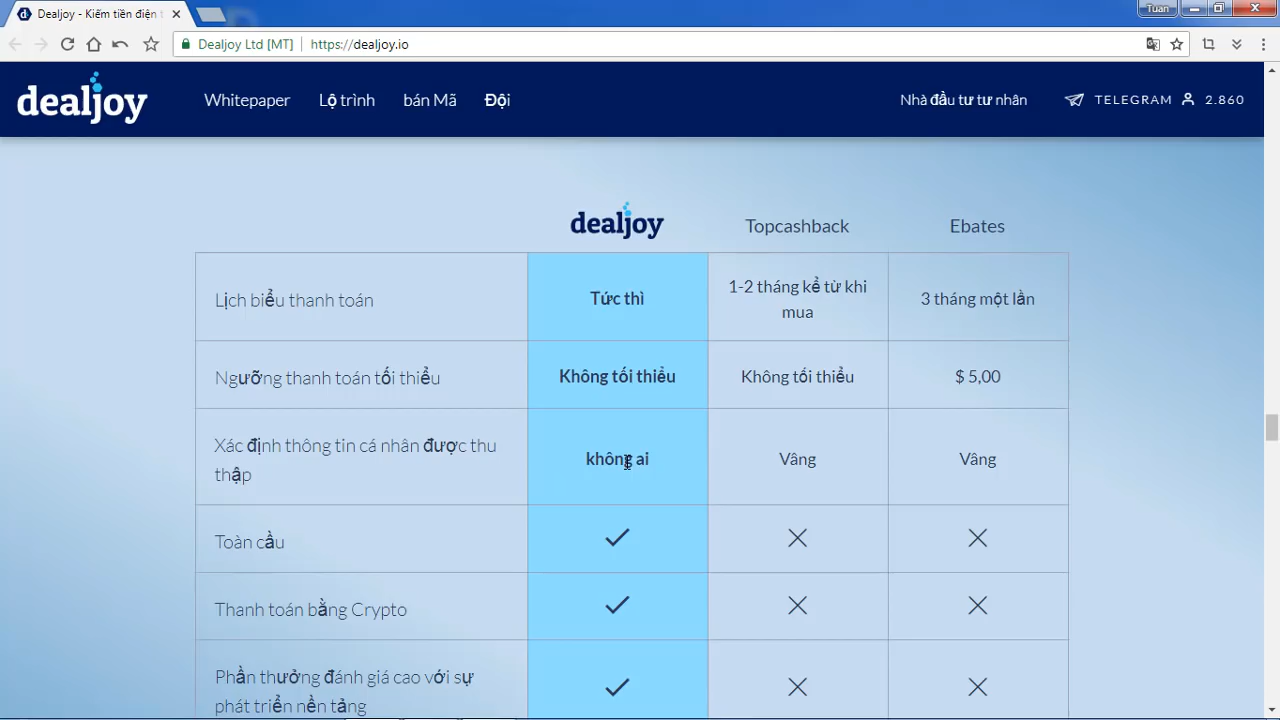 Dealjoy - Kiếm tiền điện t
Tuan
Dealjoy Ltd [MT] https://dealjoy.io
dealjoy Whitepaper Lộ trình bán Mã Đội Nhà đầu tư tư nhân TELEGRAM 2.860
dealjoy Topcashback Ebates
Lịch biểu thanh toán Tức thì 1-2 tháng kể từ khi mua 3 tháng một lần
Ngưỡng thanh toán tối thiểu Không tối thiểu Không tối thiểu $ 5,00
Xác định thông tin cá nhân được thu
thập
không ai Vâng Vâng
Toàn cầu
Thanh toán bằng Crypto
Phần thưởng đánh giá cao với sự
phát triển nền tảng